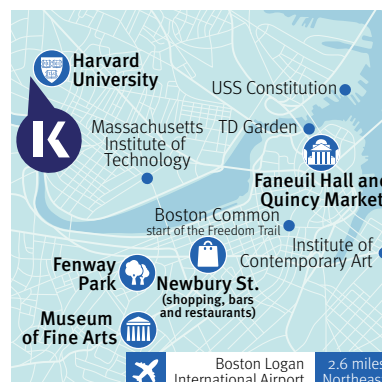 Harvard
University
K
USS Constitution
Massachusetts
Institute of
Technology
TD Garden
Faneuil Hall and
Quincy Market
Boston Common
start of the Freedom Trail
Institute of
Contemporary Art
Fenway
Park
Newbury St.
(shopping, bars
and restaurants)
Museum
of Fine Arts
Boston Logan
International Airport
2.6 miles
Northeast